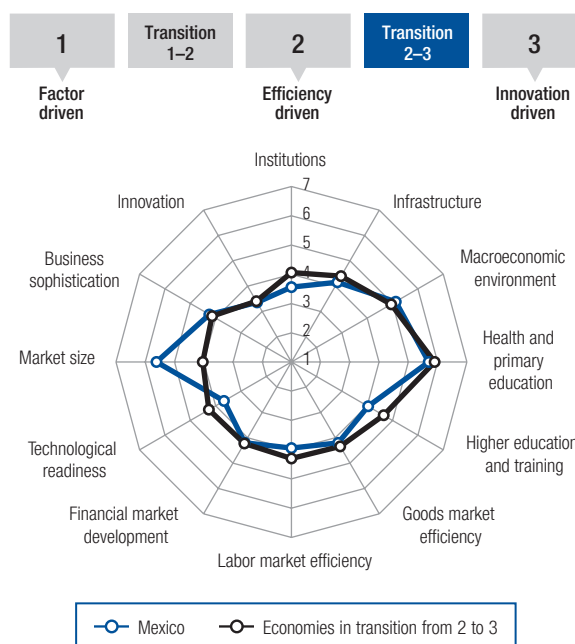 1
Transition
1–2
2
Transition
2–3
3
Factor
driven
Efficiency
driven
Innovation
driven
Institutions
7
6
5
4
3
2
1
Infrastructure
Macroeconomic
environment
Health and
primary
education
Higher education
and training
Goods market
efficiency
Labor market efficiency
Financial market
development
Technological
readiness
Market size
Business
sophistication
Innovation
Mexico
Economies in transition from 2 to 3